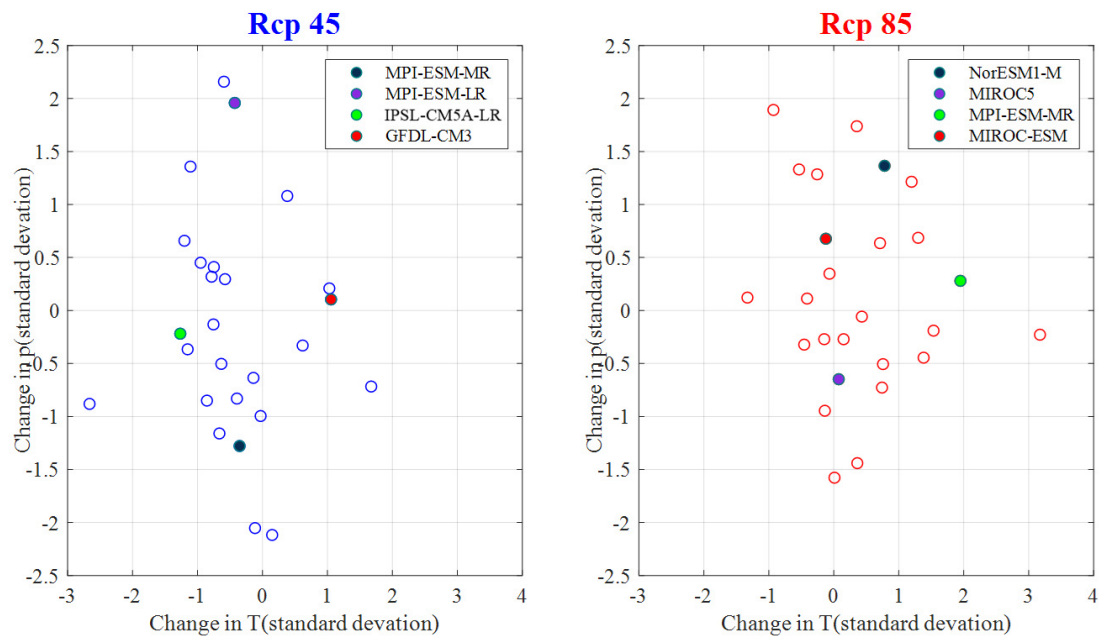 Rcp 45
2.5
2
1.5
1
0.5
0
-0.5
-1
-1.5
-2
-2.5
-3
-2
-1
0
1
2
3
4
Change in p(standard devation)
Change in T(standard devation)
MPI-ESM-MR
MPI-ESM-LR
IPSL-CM5A-LR
GFDL-CM3
Rcp 85
2.5
2
1.5
1
0.5
0
-0.5
-1
-1.5
-2
-2.5
-3
-2
-1
0
1
2
3
4
Change in p(standard devation)
Change in T(standard devation)
NorESM1-M
MIROC5
MPI-ESM-MR
MIROC-ESM